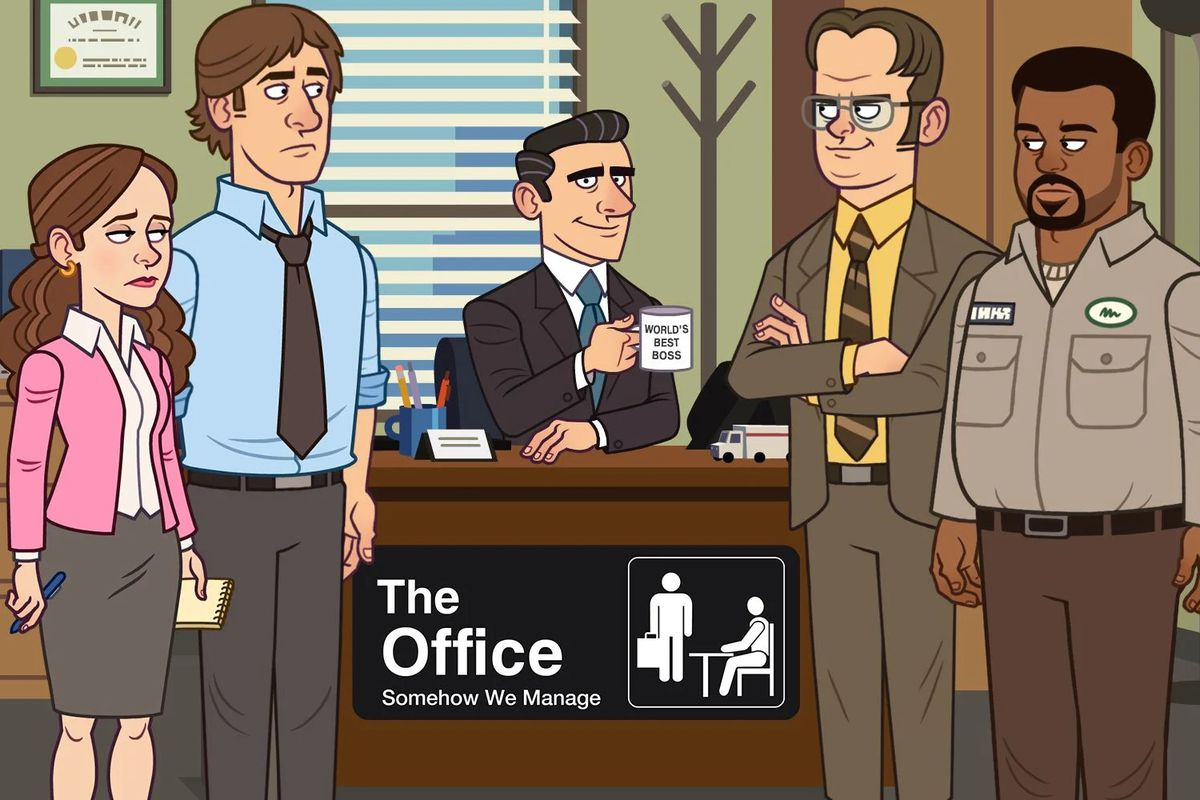 WORLD'S
BEST
BOSS
The
Office
Somehow We Manage